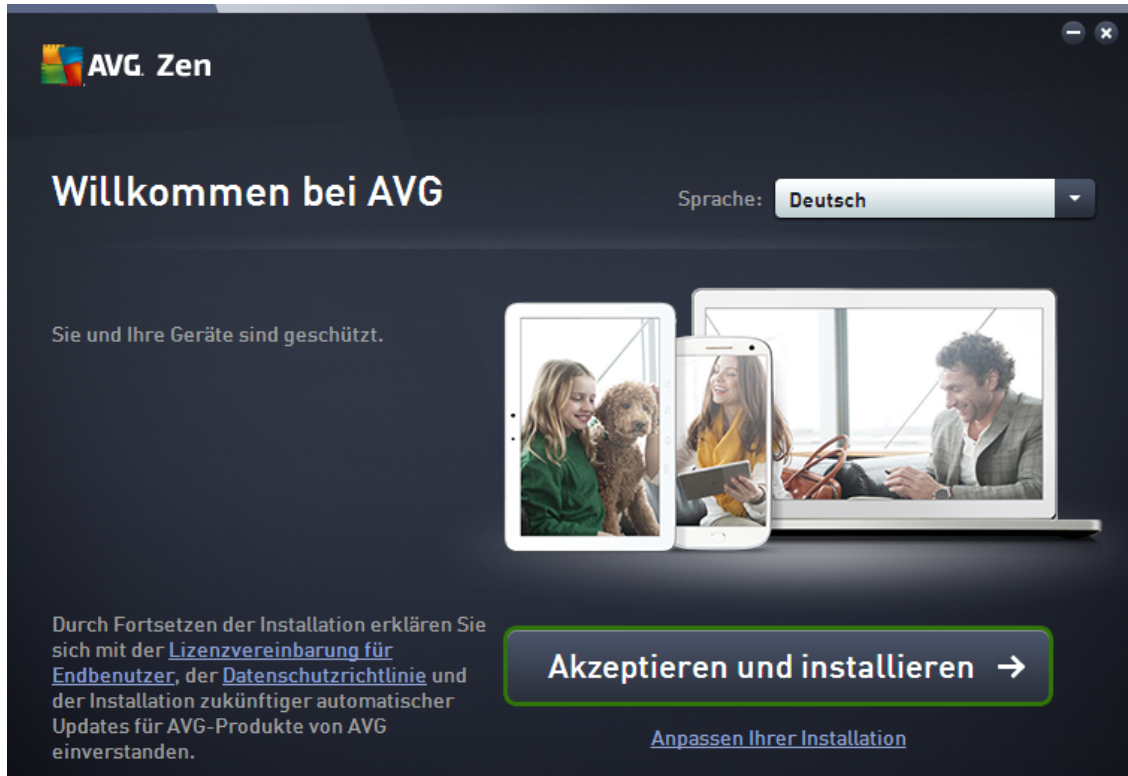 AVG. Zen
Willkommen bei AVG
Sprache: Deutsch
Sie und Ihre Geräte sind geschützt.
Durch Fortsetzen der Installation erklären Sie
sich mit der Lizenzvereinbarung für
Endbenutzer, der Datenschutzrichtlinie und
der Installation zukünftiger automatischer
Updates für AVG-Produkte von AVG
einverstanden.
Akzeptieren und installieren →
Anpassen Ihrer Installation